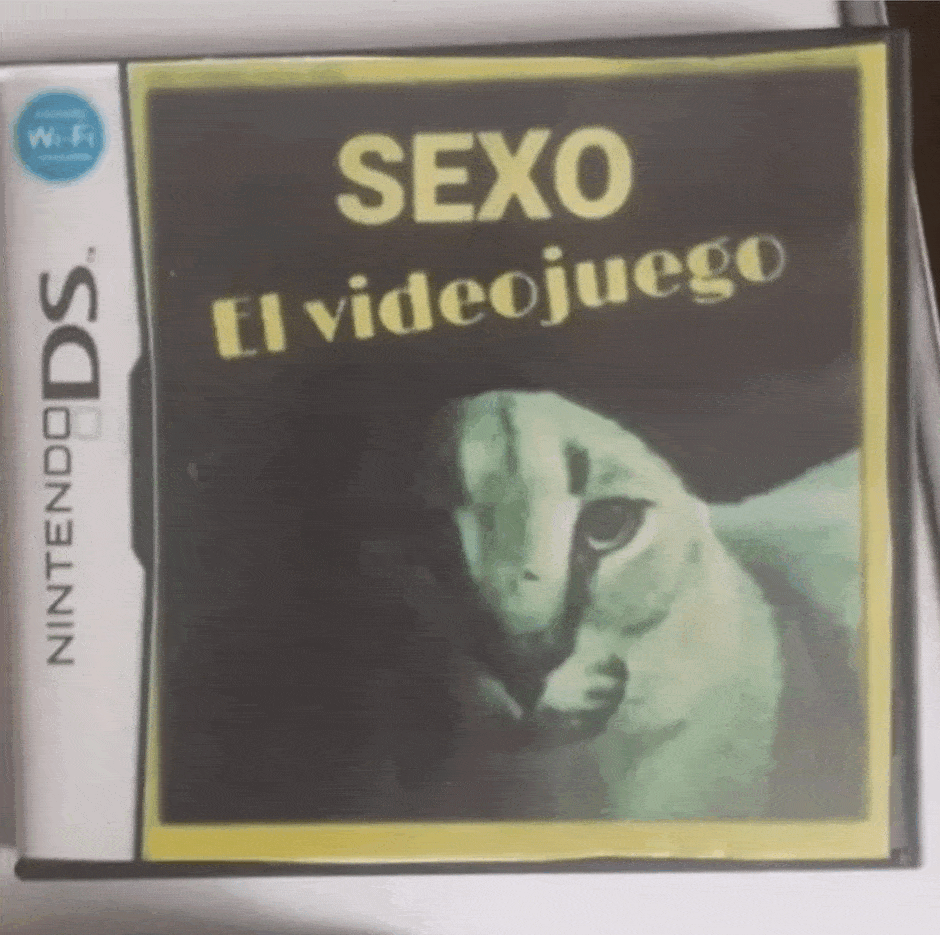 Wi-Fi
NINTENDO DS
SEXO
El videojuego